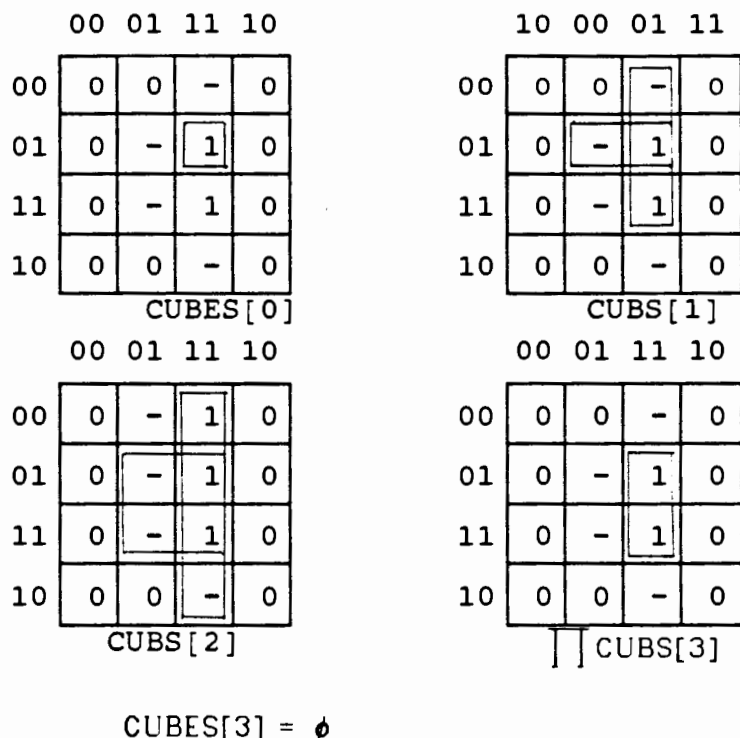 00 01 11 10
00 0 0 - 0
01 0 - 1 0
11 0 - 1 0
10 0 0 - 0
CUBES[0]
10 00 01 11
00 0 0 - 0
01 0 - 1 0
11 0 - 1 0
10 0 0 - 0
CUBS[1]
00 01 11 10
00 0 - 1 0
01 0 - 1 0
11 0 - 1 0
10 0 0 - 0
CUBS[2]
00 01 11 10
00 0 0 - 0
01 0 - 1 0
11 0 - 1 0
10 0 0 - 0
∏ CUBS[3]
CUBES[3] = ϕ